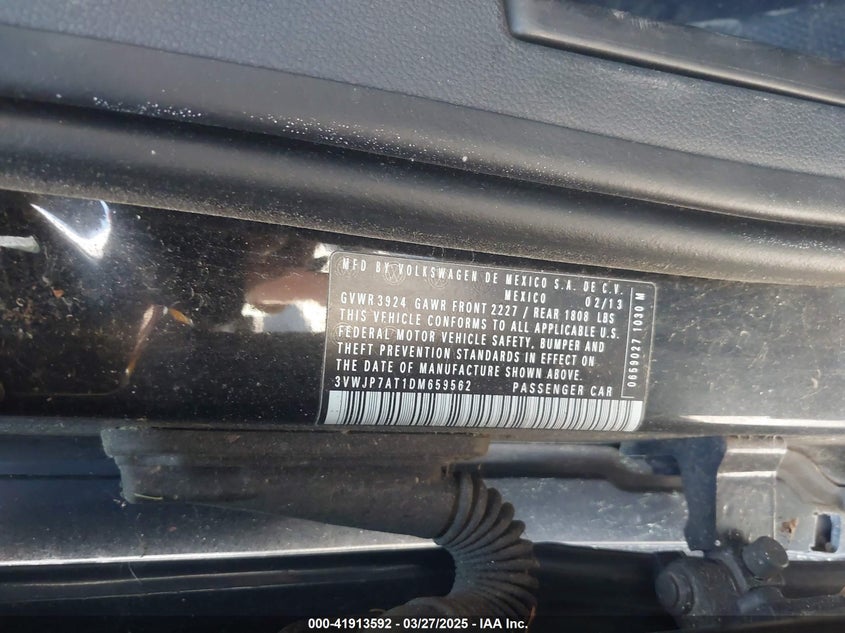 MFD BY VOLKSWAGEN DE MEXICO S.A. DE C.V.
MEXICO 02/13
GVWR 3924 GAWR FRONT 2227 / REAR 1808 LBS
THIS VEHICLE CONFORMS TO ALL APPLICABLE U.S.
FEDERAL MOTOR VEHICLE SAFETY, BUMPER AND
THEFT PREVENTION STANDARDS IN EFFECT ON
THE DATE OF MANUFACTURE SHOWN ABOVE.
3VWJP7AT1DM659562 PASSENGER CAR
0659027 1030 M
000-41913592 - 03/27/2025 - IAA Inc.